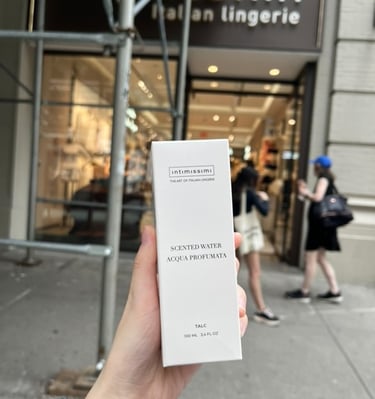 Italian lingerie
intimissimi
THE ART OF ITALIAN LINGERIE
SCENTED WATER
ACQUA PROFUMATA
TALC
100 ML 3.4 FL OZ